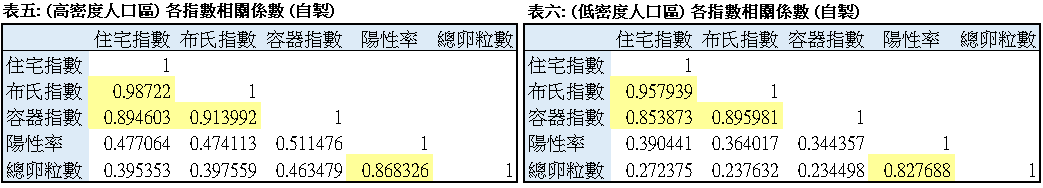 表五: (高密度人口區) 各指數相關係數 (自製)
住宅指數 布氏指數 容器指數 陽性率 總卵粒數
住宅指數 1
布氏指數 0.98722 1
容器指數 0.894603 0.913992 1
陽性率 0.477064 0.474113 0.511476 1
總卵粒數 0.395353 0.397559 0.463479 0.868326 1
表六: (低密度人口區) 各指數相關係數 (自製)
住宅指數 布氏指數 容器指數 陽性率 總卵粒數
住宅指數 1
布氏指數 0.957939 1
容器指數 0.853873 0.895981 1
陽性率 0.390441 0.364017 0.344357 1
總卵粒數 0.272375 0.237632 0.234498 0.827688 1